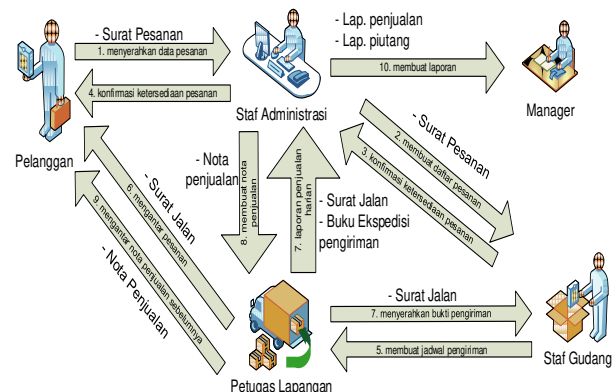 - Surat Pesanan
1. menyerahkan data pesanan
4. konfirmasi ketersediaan pesanan
Pelanggan
Staf Administrasi
- Lap. penjualan
- Lap. piutang
10. membuat laporan
Manager
- Surat Pesanan
2. membuat daftar pesanan
3. konfirmasi ketersediaan pesanan
- Nota
penjualan
8. membuat nota
penjualan
7. laporan penjualan
harian
- Surat Jalan
- Buku Ekspedisi
pengiriman
- Surat Jalan
6. mengantar pesanan
9. mengantar nota penjualan sebelumnya
- Nota Penjualan
- Surat Jalan
7. menyerahkan bukti pengiriman
5. membuat jadwal pengiriman
Petugas Lapangan
Staf Gudang